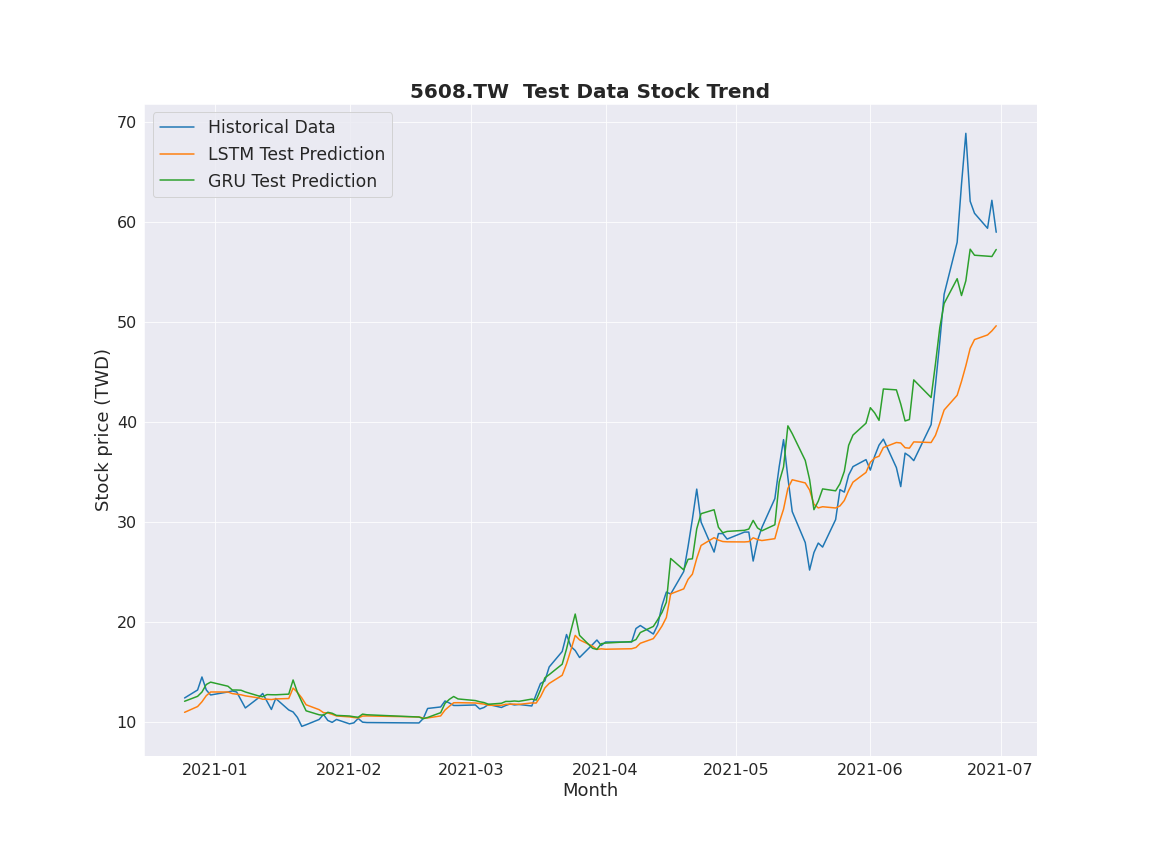 5608.TW  Test Data Stock Trend
Historical Data
LSTM Test Prediction
GRU Test Prediction
Stock price (TWD)
70
60
50
40
30
20
10
2021-01
2021-02
2021-03
2021-04
2021-05
2021-06
2021-07
Month